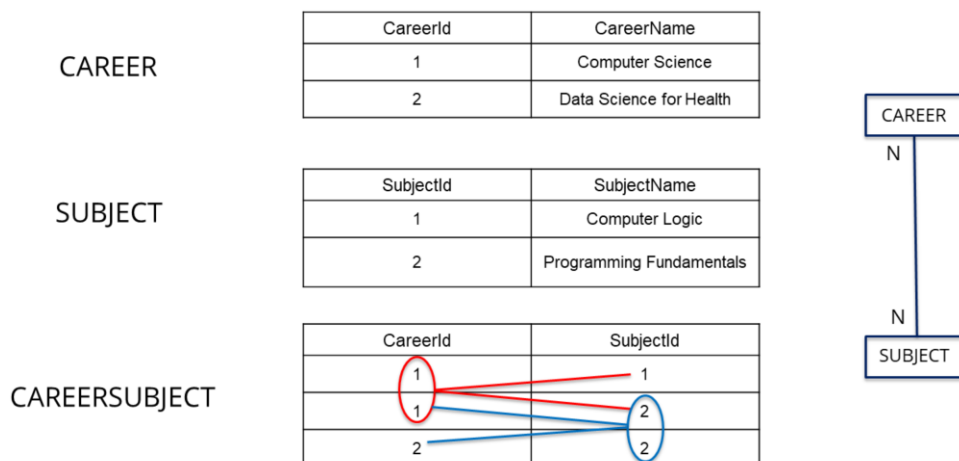 CAREER
CareerId CareerName
1 Computer Science
2 Data Science for Health
SUBJECT
SubjectId SubjectName
1 Computer Logic
2 Programming Fundamentals
CAREERSUBJECT
CareerId SubjectId
1 1
1 2
2 2
CAREER
N
N
SUBJECT